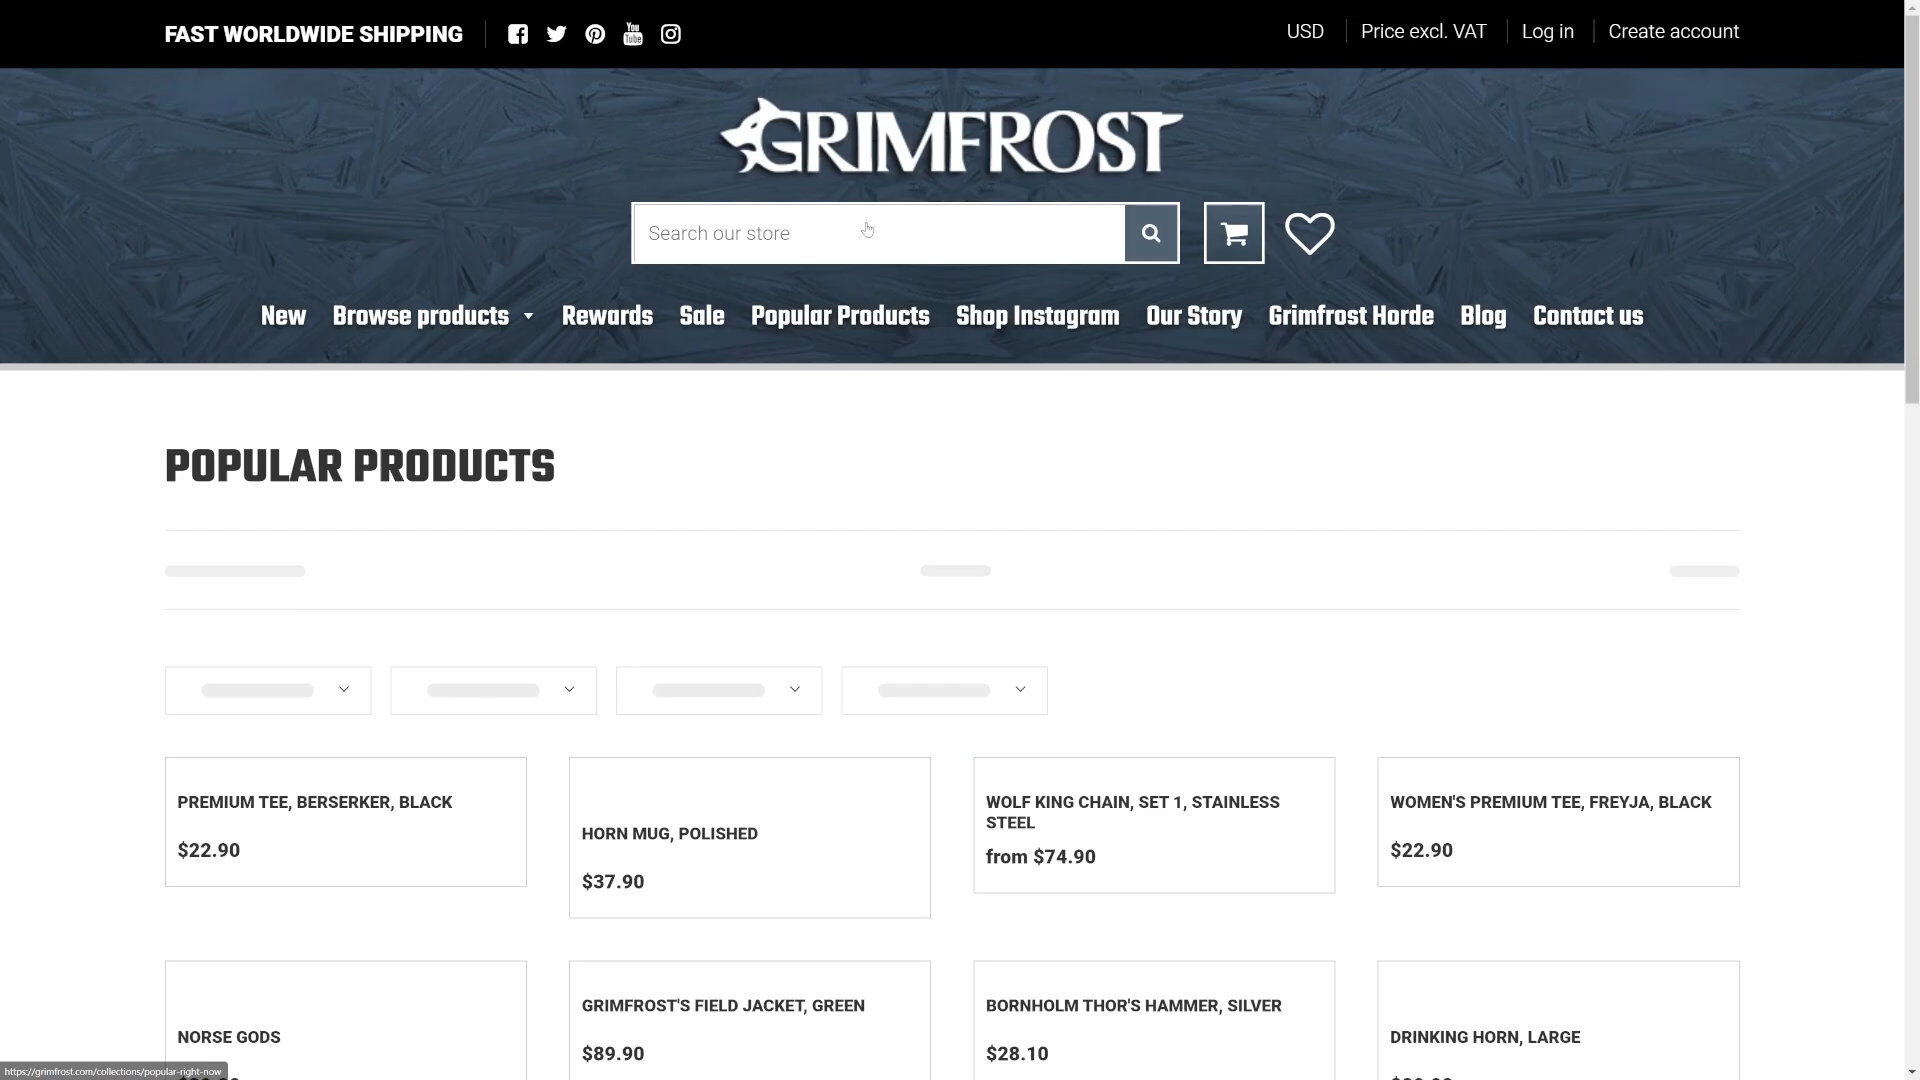 FAST WORLDWIDE SHIPPING
You
Tube
USD
Price excl. VAT
Log in
Create account
GRIMFROST
Search our store
New
Browse products
Rewards
Sale
Popular Products
Shop Instagram
Our Story
Grimfrost Horde
Blog
Contact us
POPULAR PRODUCTS
PREMIUM TEE, BERSERKER, BLACK
$22.90
HORN MUG, POLISHED
$37.90
WOLF KING CHAIN, SET 1, STAINLESS
STEEL
from $74.90
WOMEN'S PREMIUM TEE, FREYJA, BLACK
$22.90
NORSE GODS
GRIMFROST'S FIELD JACKET, GREEN
$89.90
BORNHOLM THOR'S HAMMER, SILVER
$28.10
DRINKING HORN, LARGE
https://grimfrost.com/collections/popular-right-now